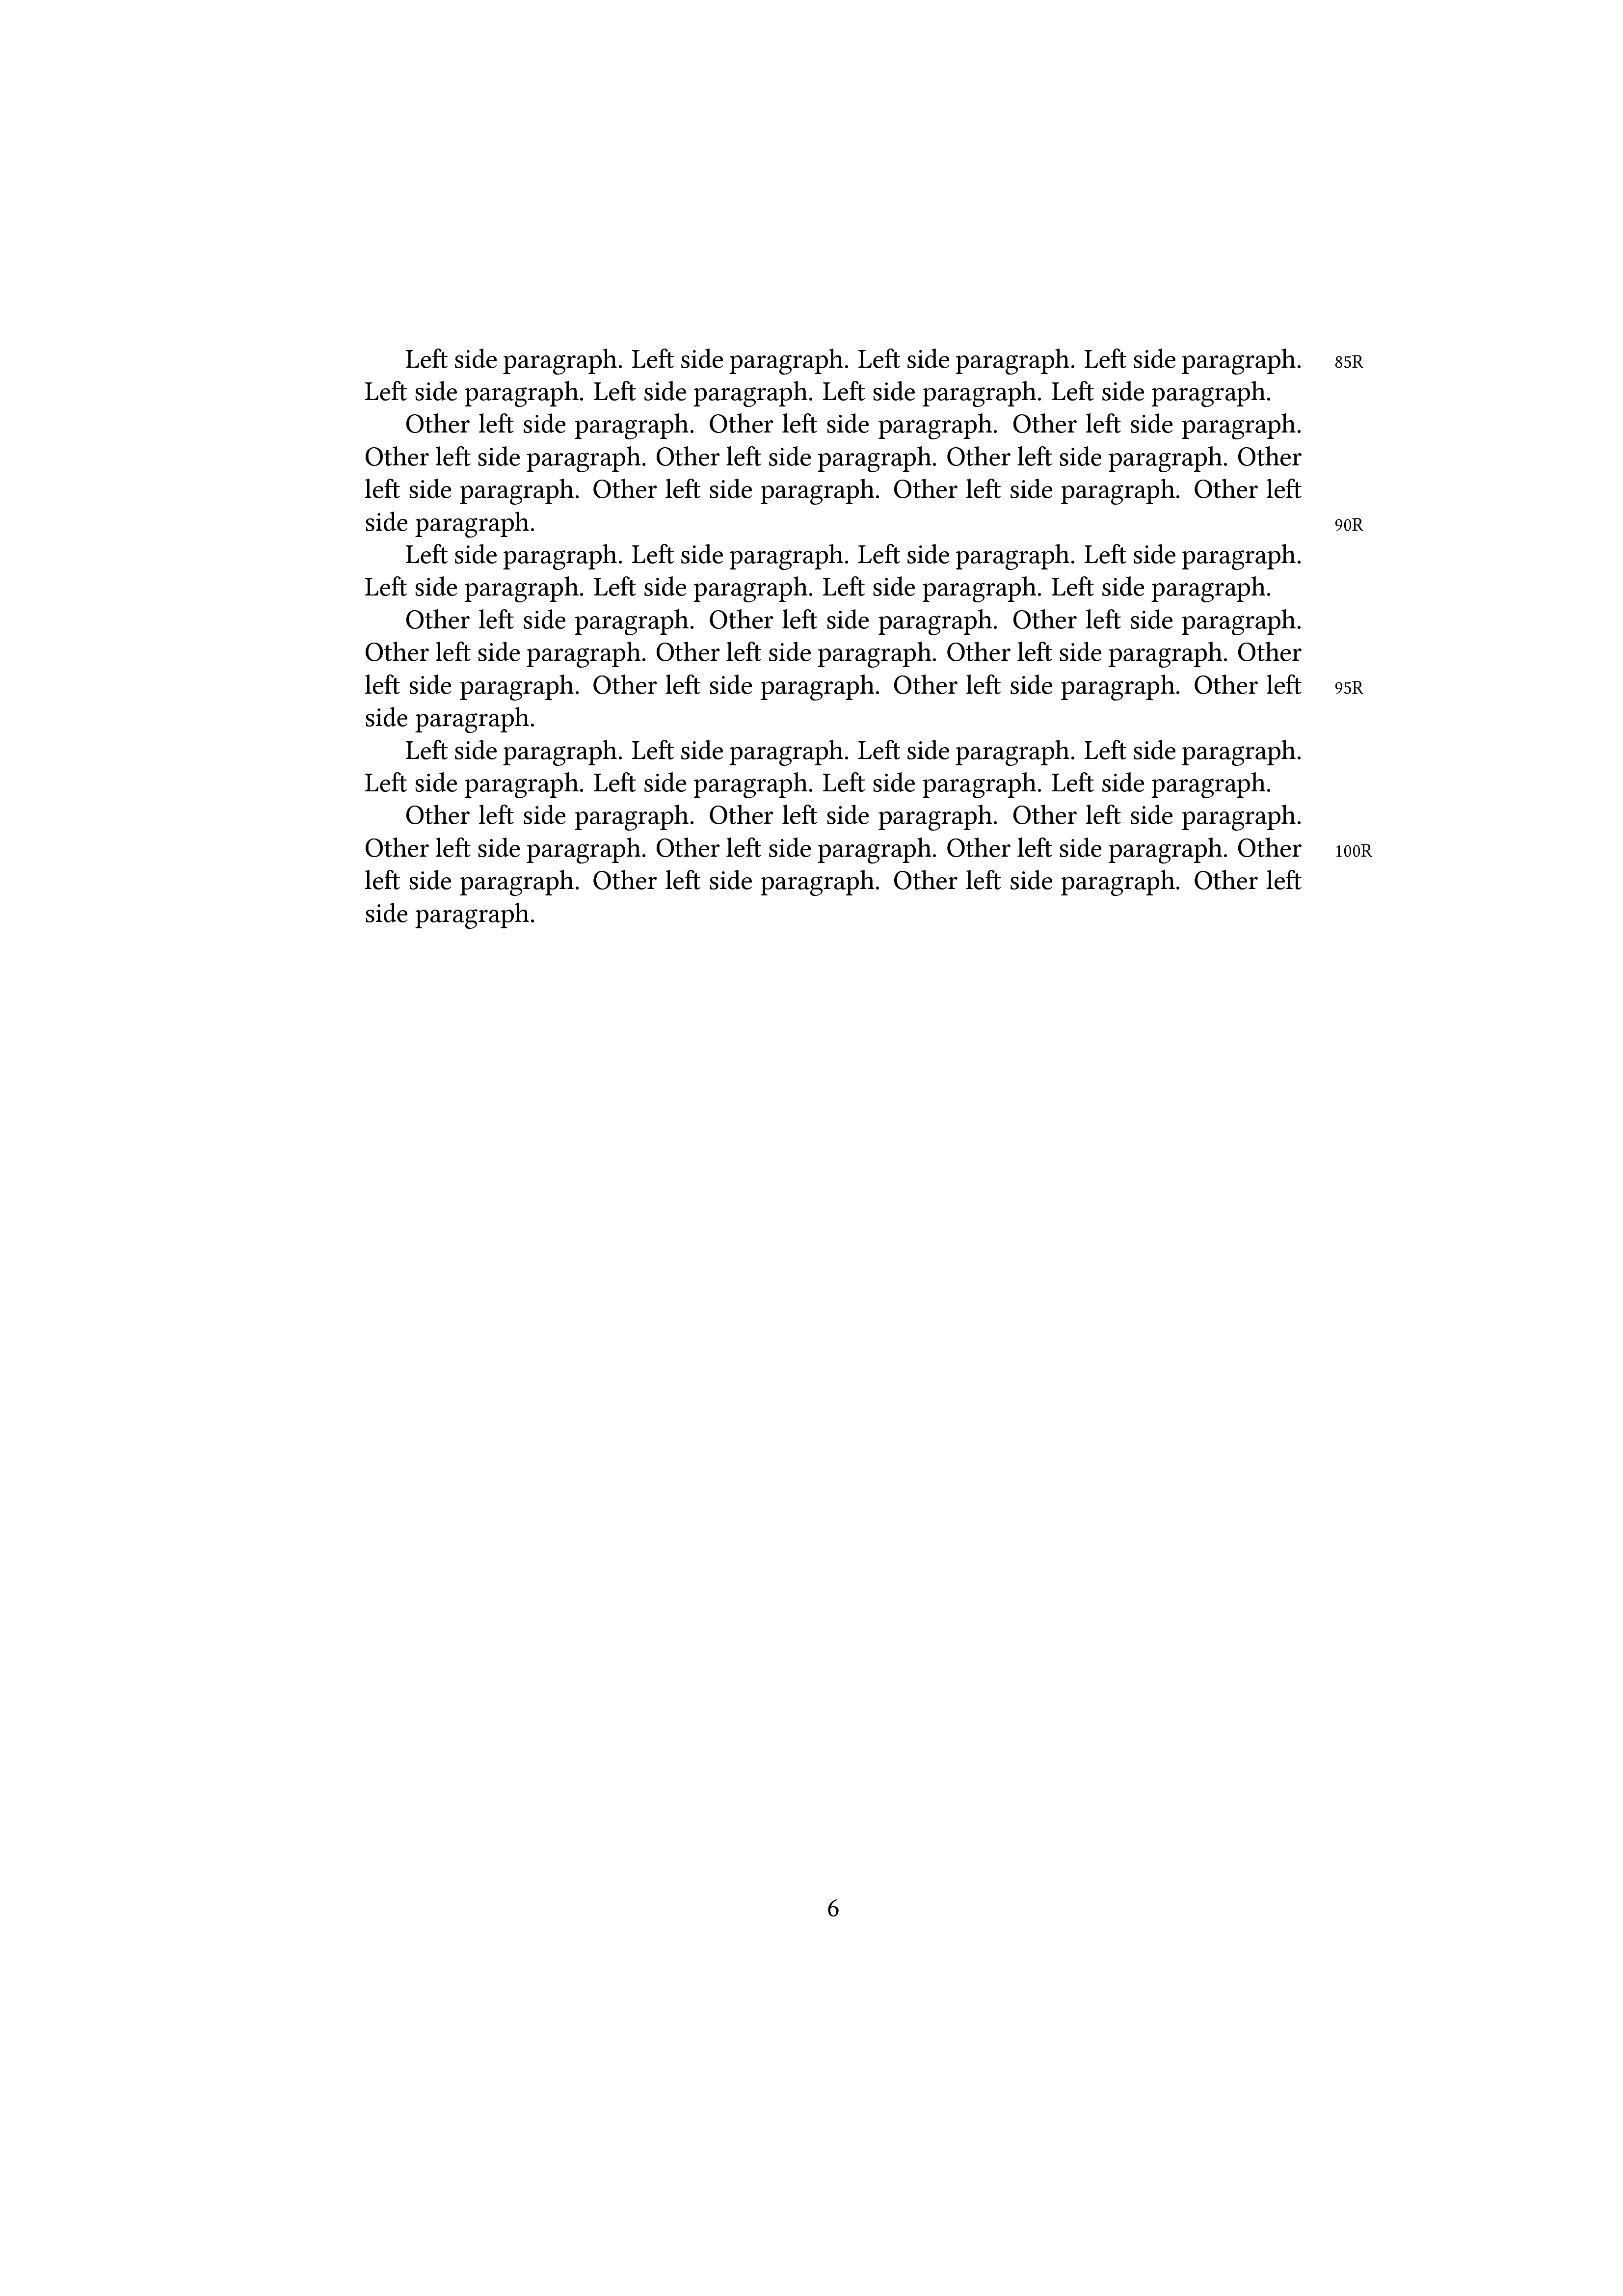 Left side paragraph. Left side paragraph. Left side paragraph. Left side paragraph. 85R
Left side paragraph. Left side paragraph. Left side paragraph. Left side paragraph.
Other left side paragraph. Other left side paragraph. Other left side paragraph.
Other left side paragraph. Other left side paragraph. Other left side paragraph. Other
left side paragraph. Other left side paragraph. Other left side paragraph. Other left
side paragraph. 90R
Left side paragraph. Left side paragraph. Left side paragraph. Left side paragraph.
Left side paragraph. Left side paragraph. Left side paragraph. Left side paragraph.
Other left side paragraph. Other left side paragraph. Other left side paragraph.
Other left side paragraph. Other left side paragraph. Other left side paragraph. Other
left side paragraph. Other left side paragraph. Other left side paragraph. Other left 95R
side paragraph.
Left side paragraph. Left side paragraph. Left side paragraph. Left side paragraph.
Left side paragraph. Left side paragraph. Left side paragraph. Left side paragraph.
Other left side paragraph. Other left side paragraph. Other left side paragraph.
Other left side paragraph. Other left side paragraph. Other left side paragraph. Other 100R
left side paragraph. Other left side paragraph. Other left side paragraph. Other left
side paragraph.
6